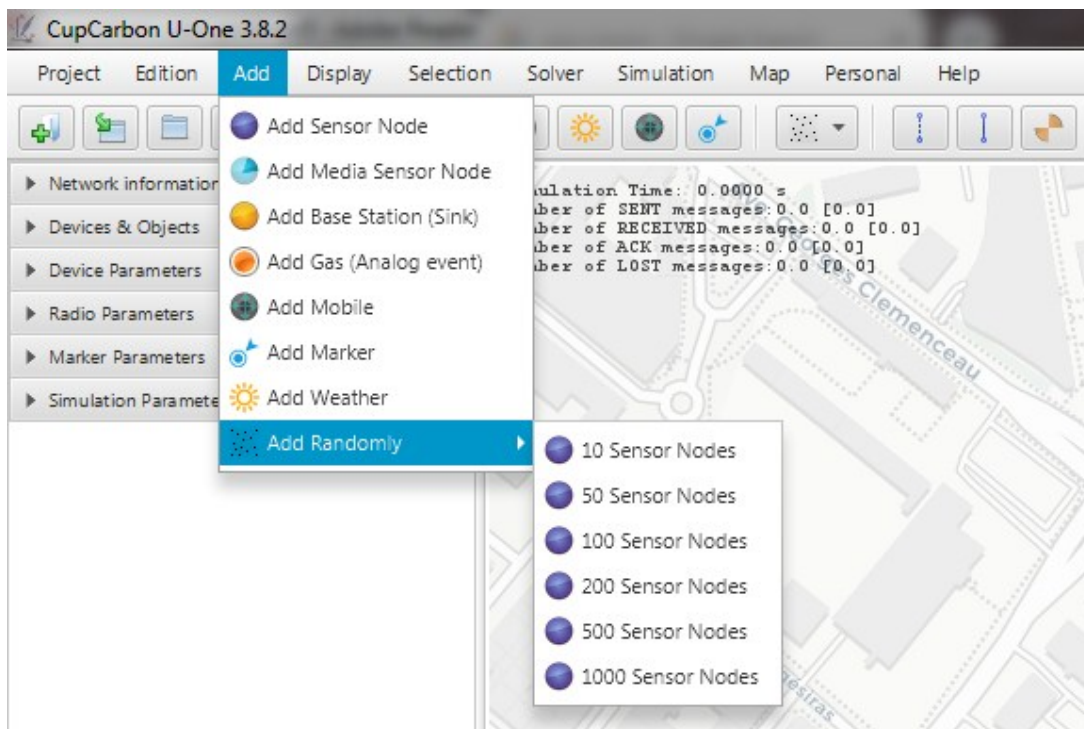 CupCarbon U-One 3.8.2
Project Edition Add Display Selection Solver Simulation Map Personal Help
Add Sensor Node
Add Media Sensor Node
Add Base Station (Sink)
Add Gas (Analog event)
Add Mobile
Add Marker
Add Weather
Add Randomly
10 Sensor Nodes
50 Sensor Nodes
100 Sensor Nodes
200 Sensor Nodes
500 Sensor Nodes
1000 Sensor Nodes
Network information
Devices & Objects
Device Parameters
Radio Parameters
Marker Parameters
Simulation Paramete
ulation Time: 0.0000 s
ber of SENT messages:0.0 [0.0]
ber of RECEIVED messages:0.0 [0.0]
ber of ACK messages:0.0 [0.0]
ber of LOST messages:0.0 [0.0]
Clemenceau